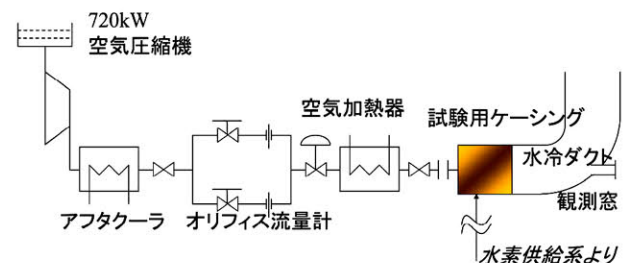 720kW
空気圧縮機
空気加熱器
試験用ケーシング
水冷ダクト
観測窓
アフタクーラ
オリフィス流量計
水素供給系より